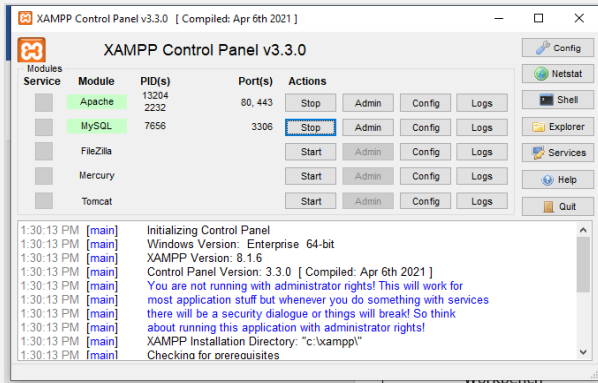 XAMPP Control Panel v3.3.0 [ Compiled: Apr 6th 2021 ]
XAMPP Control Panel v3.3.0
Config
Modules
Service Module PID(s) Port(s) Actions
Netstat
Apache 13204 2232 80, 443 Stop Admin Config Logs
Shell
MySQL 7656 3306 Stop Admin Config Logs
Explorer
FileZilla Start Admin Config Logs
Services
Mercury Start Admin Config Logs
Help
Tomcat Start Admin Config Logs
Quit
1:30:13 PM [main] Initializing Control Panel
1:30:13 PM [main] Windows Version: Enterprise 64-bit
1:30:13 PM [main] XAMPP Version: 8.1.6
1:30:13 PM [main] Control Panel Version: 3.3.0 [ Compiled: Apr 6th 2021 ]
1:30:13 PM [main] You are not running with administrator rights! This will work for
1:30:13 PM [main] most application stuff but whenever you do something with services
1:30:13 PM [main] there will be a security dialogue or things will break! So think
1:30:13 PM [main] about running this application with administrator rights!
1:30:13 PM [main] XAMPP Installation Directory: "c:\xampp\"
1:30:13 PM [main] Checking for prerequisites